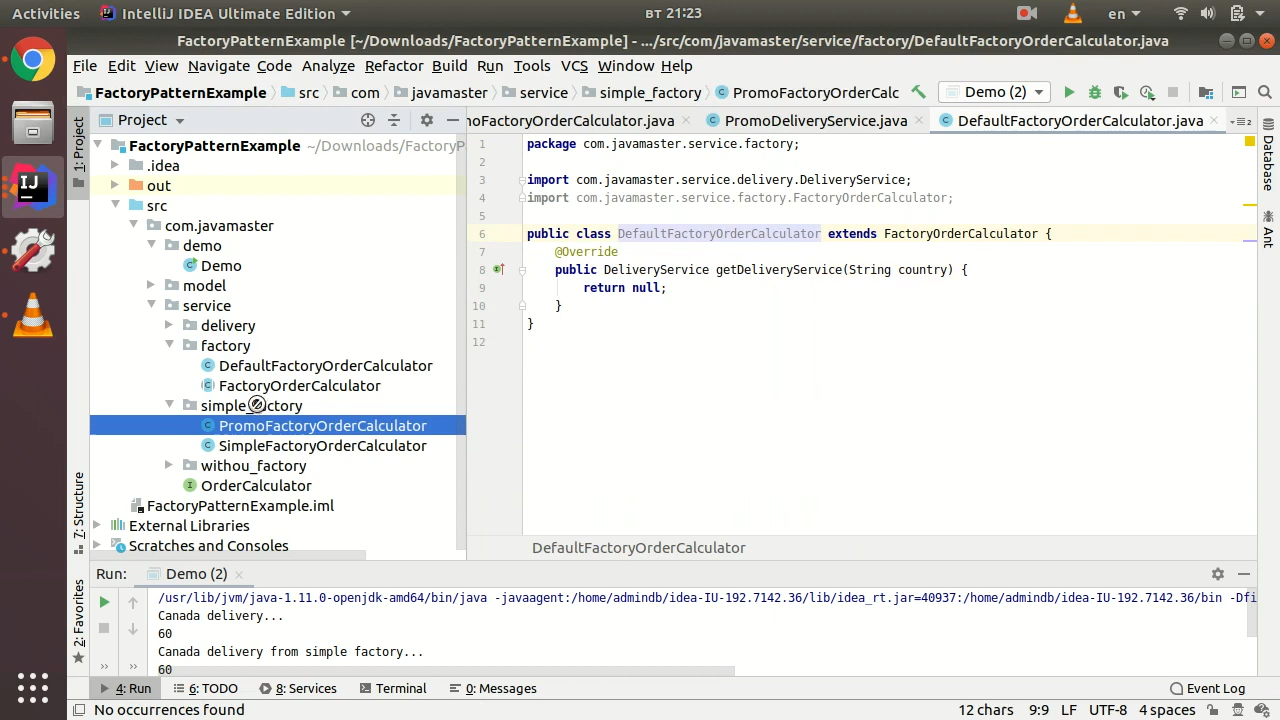 Activities
IntelliJ IDEA Ultimate Edition
вт 21:23
en
FactoryPatternExample [~/Downloads/FactoryPatternExample] - .../src/com/javamaster/service/factory/DefaultFactoryOrderCalculator.java
File Edit View Navigate Code Analyze Refactor Build Run Tools VCS Window Help
FactoryPatternExample src com javamaster service simple_factory PromoFactoryOrderCalc Demo (2)
Project
noFactoryOrderCalculator.java PromoDeliveryService.java DefaultFactoryOrderCalculator.java
1: Project
7: Structure
2: Favorites
FactoryPatternExample ~/Downloads/FactoryP
.idea
out
src
com.javamaster
demo
Demo
model
service
delivery
factory
DefaultFactoryOrderCalculator
FactoryOrderCalculator
PromoFactoryOrderCalculator
SimpleFactoryOrderCalculator
withou_factory
OrderCalculator
FactoryPatternExample.iml
External Libraries
Scratches and Consoles
1 package com.javamaster.service.factory;
2
3 import com.javamaster.service.delivery.DeliveryService;
4 import com.javamaster.service.factory.FactoryOrderCalculator;
5
6 public class DefaultFactoryOrderCalculator extends FactoryOrderCalculator {
7 @Override
8 public DeliveryService getDeliveryService(String country) {
9 return null;
10 }
11 }
12
DefaultFactoryOrderCalculator
Database
Ant
Run: Demo (2)
/usr/lib/jvm/java-1.11.0-openjdk-amd64/bin/java -javaagent:/home/admindb/idea-IU-192.7142.36/lib/idea_rt.jar=40937:/home/admindb/idea-IU-192.7142.36/bin -Dfi
Canada delivery...
60
Canada delivery from simple factory...
60
4: Run 6: TODO 8: Services Terminal 0: Messages Event Log
No occurrences found 12 chars 9:9 LF UTF-8 4 spaces